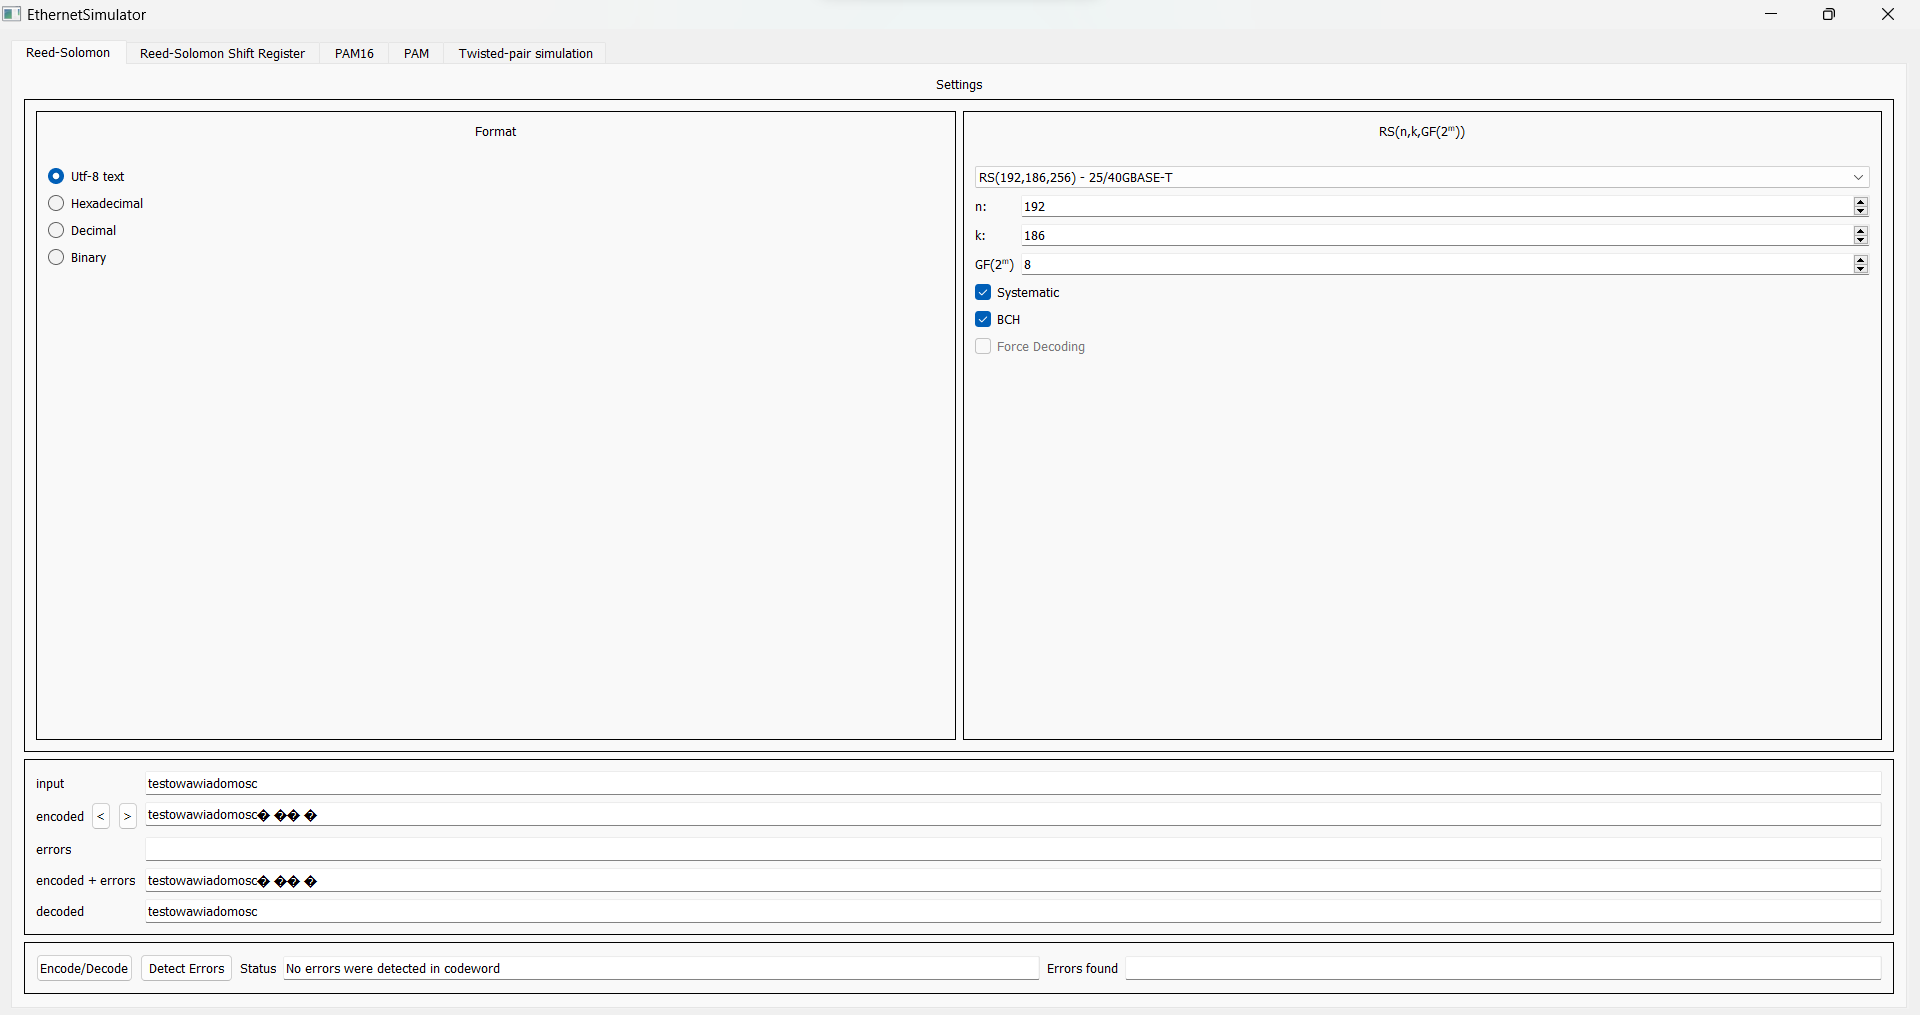 EthernetSimulator
Reed-Solomon Reed-Solomon Shift Register PAM16 PAM Twisted-pair simulation
Settings
Format
Utf-8 text
Hexadecimal
Decimal
Binary
RS(n,k,GF(2ᵐ))
RS(192,186,256) - 25/40GBASE-T
n: 192
k: 186
GF(2ᵐ) 8
Systematic
BCH
Force Decoding
input testowawiadomosc
encoded < > testowawiadomosc� �� �
errors
encoded + errors testowawiadomosc� �� �
decoded testowawiadomosc
Encode/Decode Detect Errors Status No errors were detected in codeword Errors found